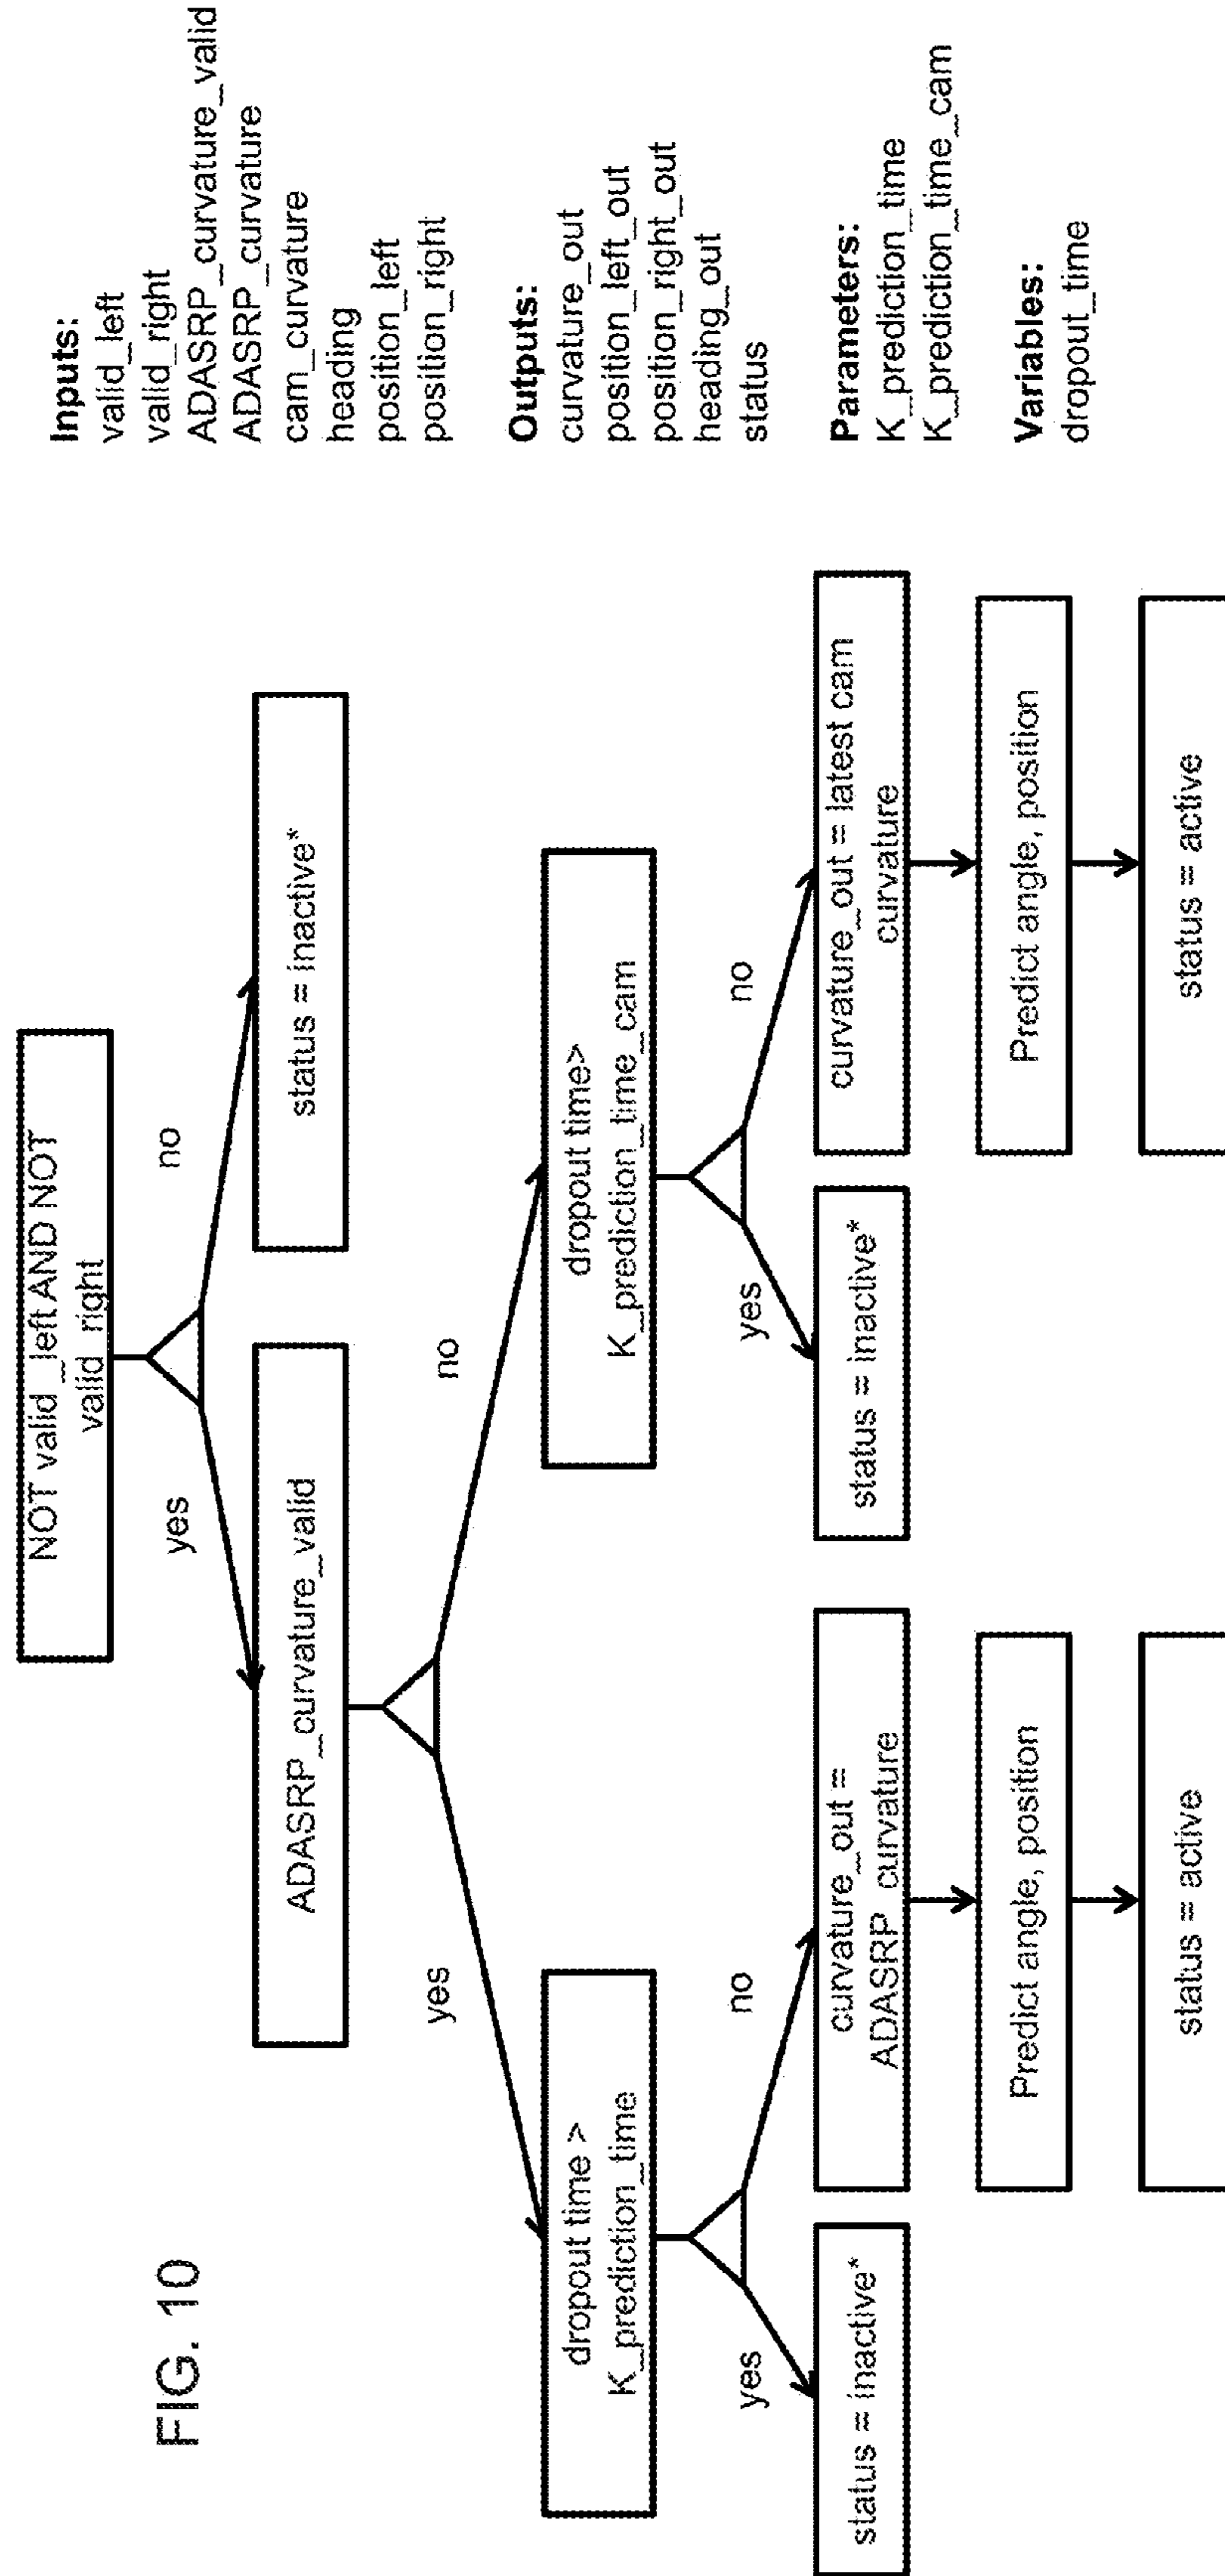 FIG. 10
NOT valid_left AND NOT
valid_right
yes
no
ADASRP_curvature_valid
status = inactive*
yes
no
dropout time >
K_prediction_time
dropout time>
K_prediction_time_cam
yes
no
yes
no
status = inactive*
curvature_out =
ADASRP_curvature
status = inactive*
curvature_out = latest cam
curvature
Predict angle, position
Predict angle, position
status = active
status = active
Inputs:
valid_left
valid_right
ADASRP_curvature_valid
ADASRP_curvature
cam_curvature
heading
position_left
position_right
Outputs:
curvature_out
position_left_out
position_right_out
heading_out
status
Parameters:
K_prediction_time
K_prediction_time_cam
Variables:
dropout_time